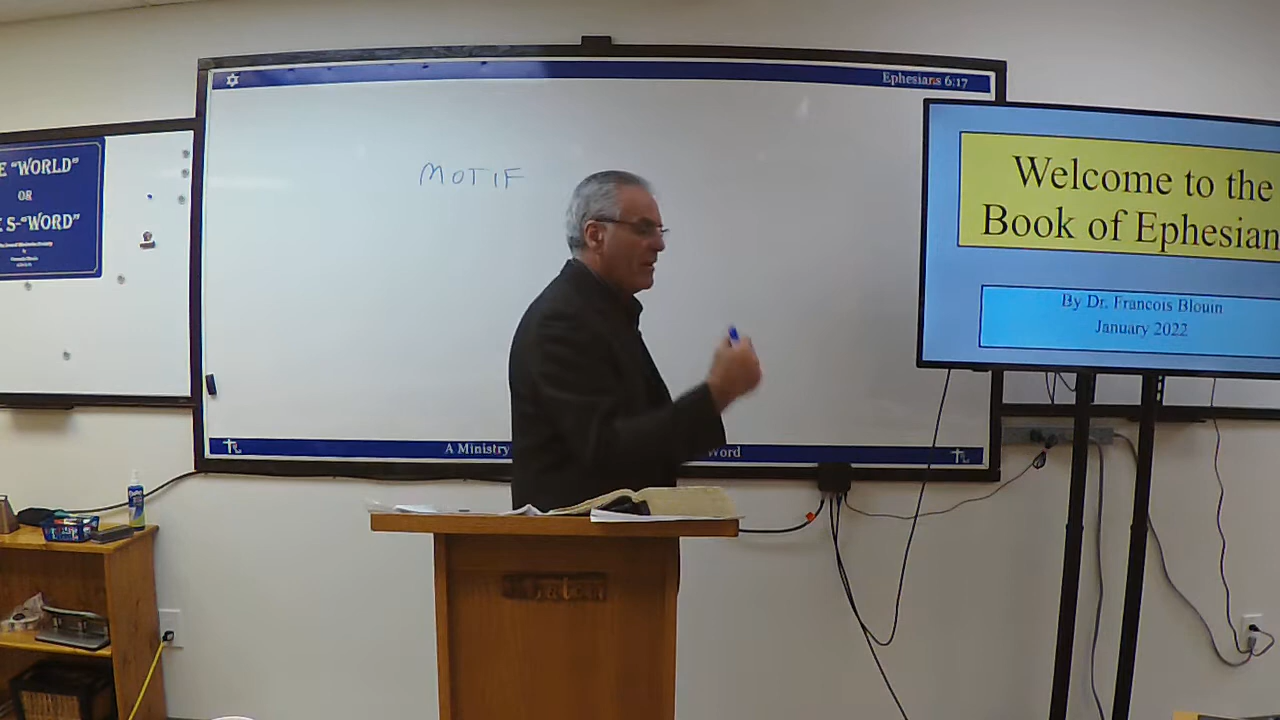 E "WORLD"
OR
E S-"WORD"
Ephesians 6:17
MOTIF
A Ministry
Word
Welcome to the
Book of Ephesian
By Dr. Francois Blouin
January 2022